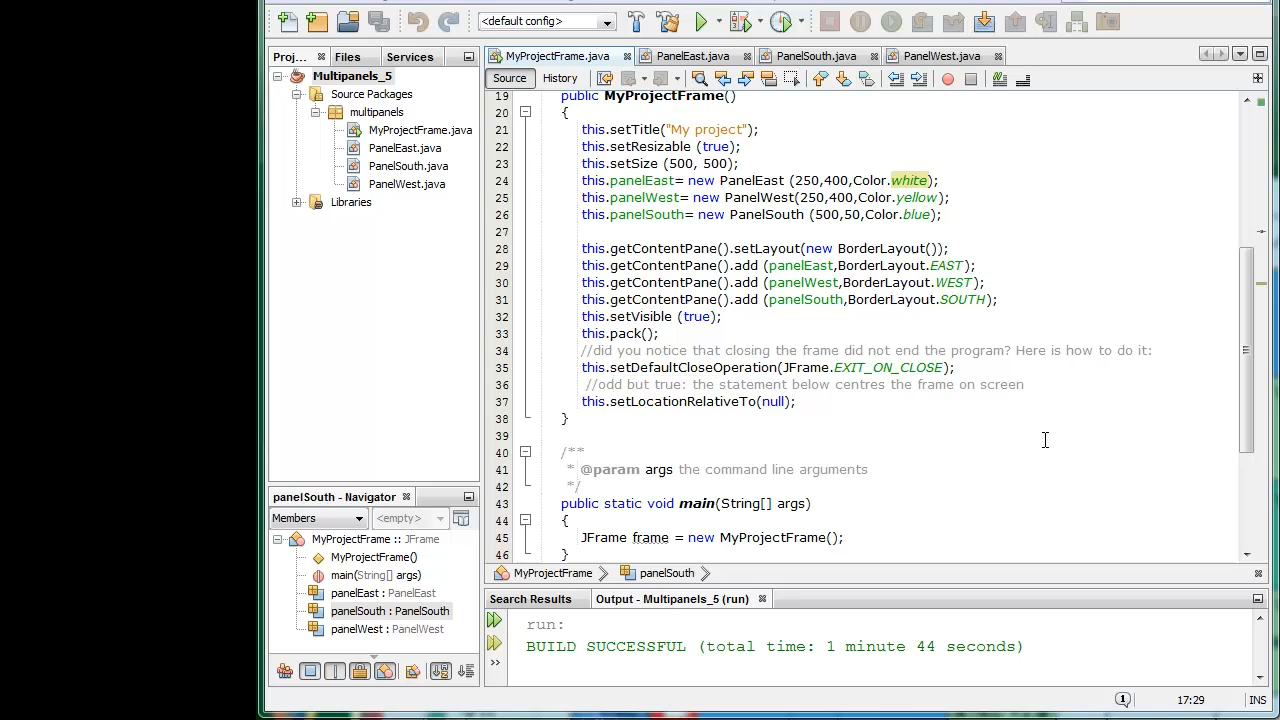 <default config>
Proj... Files Services
Multipanels_5
Source Packages
multipanels
MyProjectFrame.java
PanelEast.java
PanelSouth.java
PanelWest.java
Libraries
MyProjectFrame.java PanelEast.java PanelSouth.java PanelWest.java
Source History
19 public MyProjectFrame()
20 {
21 this.setTitle("My project");
22 this.setResizable (true);
23 this.setSize (500, 500);
24 this.panelEast= new PanelEast (250,400,Color.white);
25 this.panelWest= new PanelWest(250,400,Color.yellow);
26 this.panelSouth= new PanelSouth (500,50,Color.blue);
27
28 this.getContentPane().setLayout(new BorderLayout());
29 this.getContentPane().add (panelEast,BorderLayout.EAST);
30 this.getContentPane().add (panelWest,BorderLayout.WEST);
31 this.getContentPane().add (panelSouth,BorderLayout.SOUTH);
32 this.setVisible (true);
33 this.pack();
34 //did you notice that closing the frame did not end the program? Here is how to do it:
35 this.setDefaultCloseOperation(JFrame.EXIT_ON_CLOSE);
36 //odd but true: the statement below centres the frame on screen
37 this.setLocationRelativeTo(null);
38 }
39
40 /**
41 * @param args the command line arguments
42 */
43 public static void main(String[] args)
44 {
45 JFrame frame = new MyProjectFrame();
46 }
MyProjectFrame panelSouth
panelSouth - Navigator
Members <empty>
MyProjectFrame :: JFrame
MyProjectFrame()
main(String[] args)
panelEast : PanelEast
panelSouth : PanelSouth
panelWest : PanelWest
Search Results Output - Multipanels_5 (run)
run:
BUILD SUCCESSFUL (total time: 1 minute 44 seconds)
1 17:29 INS